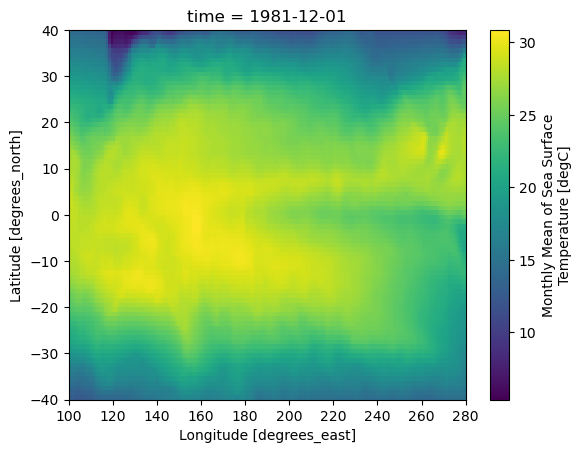 time = 1981-12-01
40
30
20
10
0
−10
−20
−30
−40
Latitude [degrees_north]
100 120 140 160 180 200 220 240 260 280
Longitude [degrees_east]
30
25
20
15
10
Monthly Mean of Sea Surface
Temperature [degC]